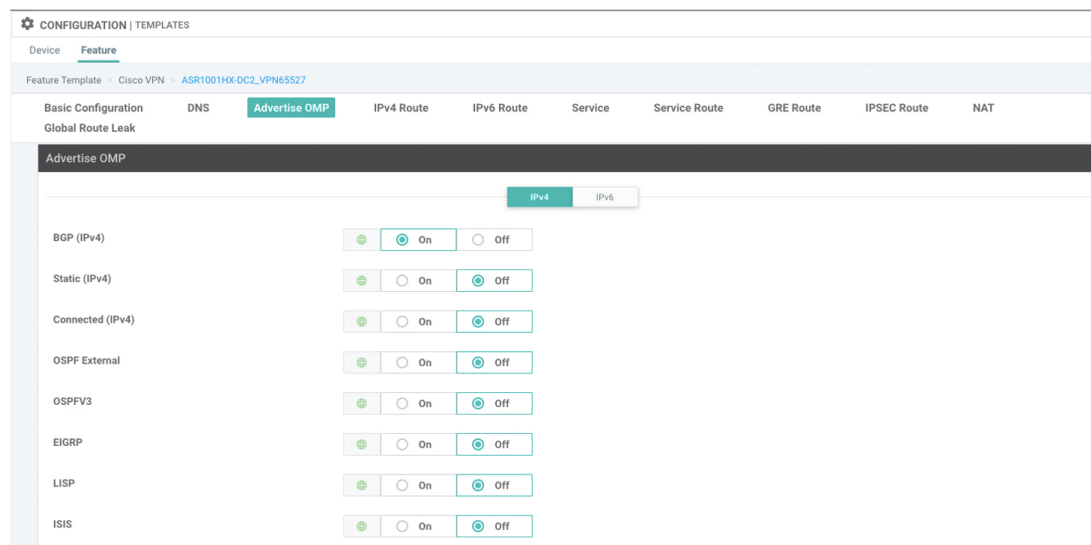 CONFIGURATION | TEMPLATES
Device Feature
Feature Template > Cisco VPN > ASR1001HX-DC2_VPN65527
Basic Configuration DNS Advertise OMP IPv4 Route IPv6 Route Service Service Route GRE Route IPSEC Route NAT
Global Route Leak
Advertise OMP
IPv4 IPv6
BGP (IPv4) On Off
Static (IPv4) On Off
Connected (IPv4) On Off
OSPF External On Off
OSPFV3 On Off
EIGRP On Off
LISP On Off
ISIS On Off